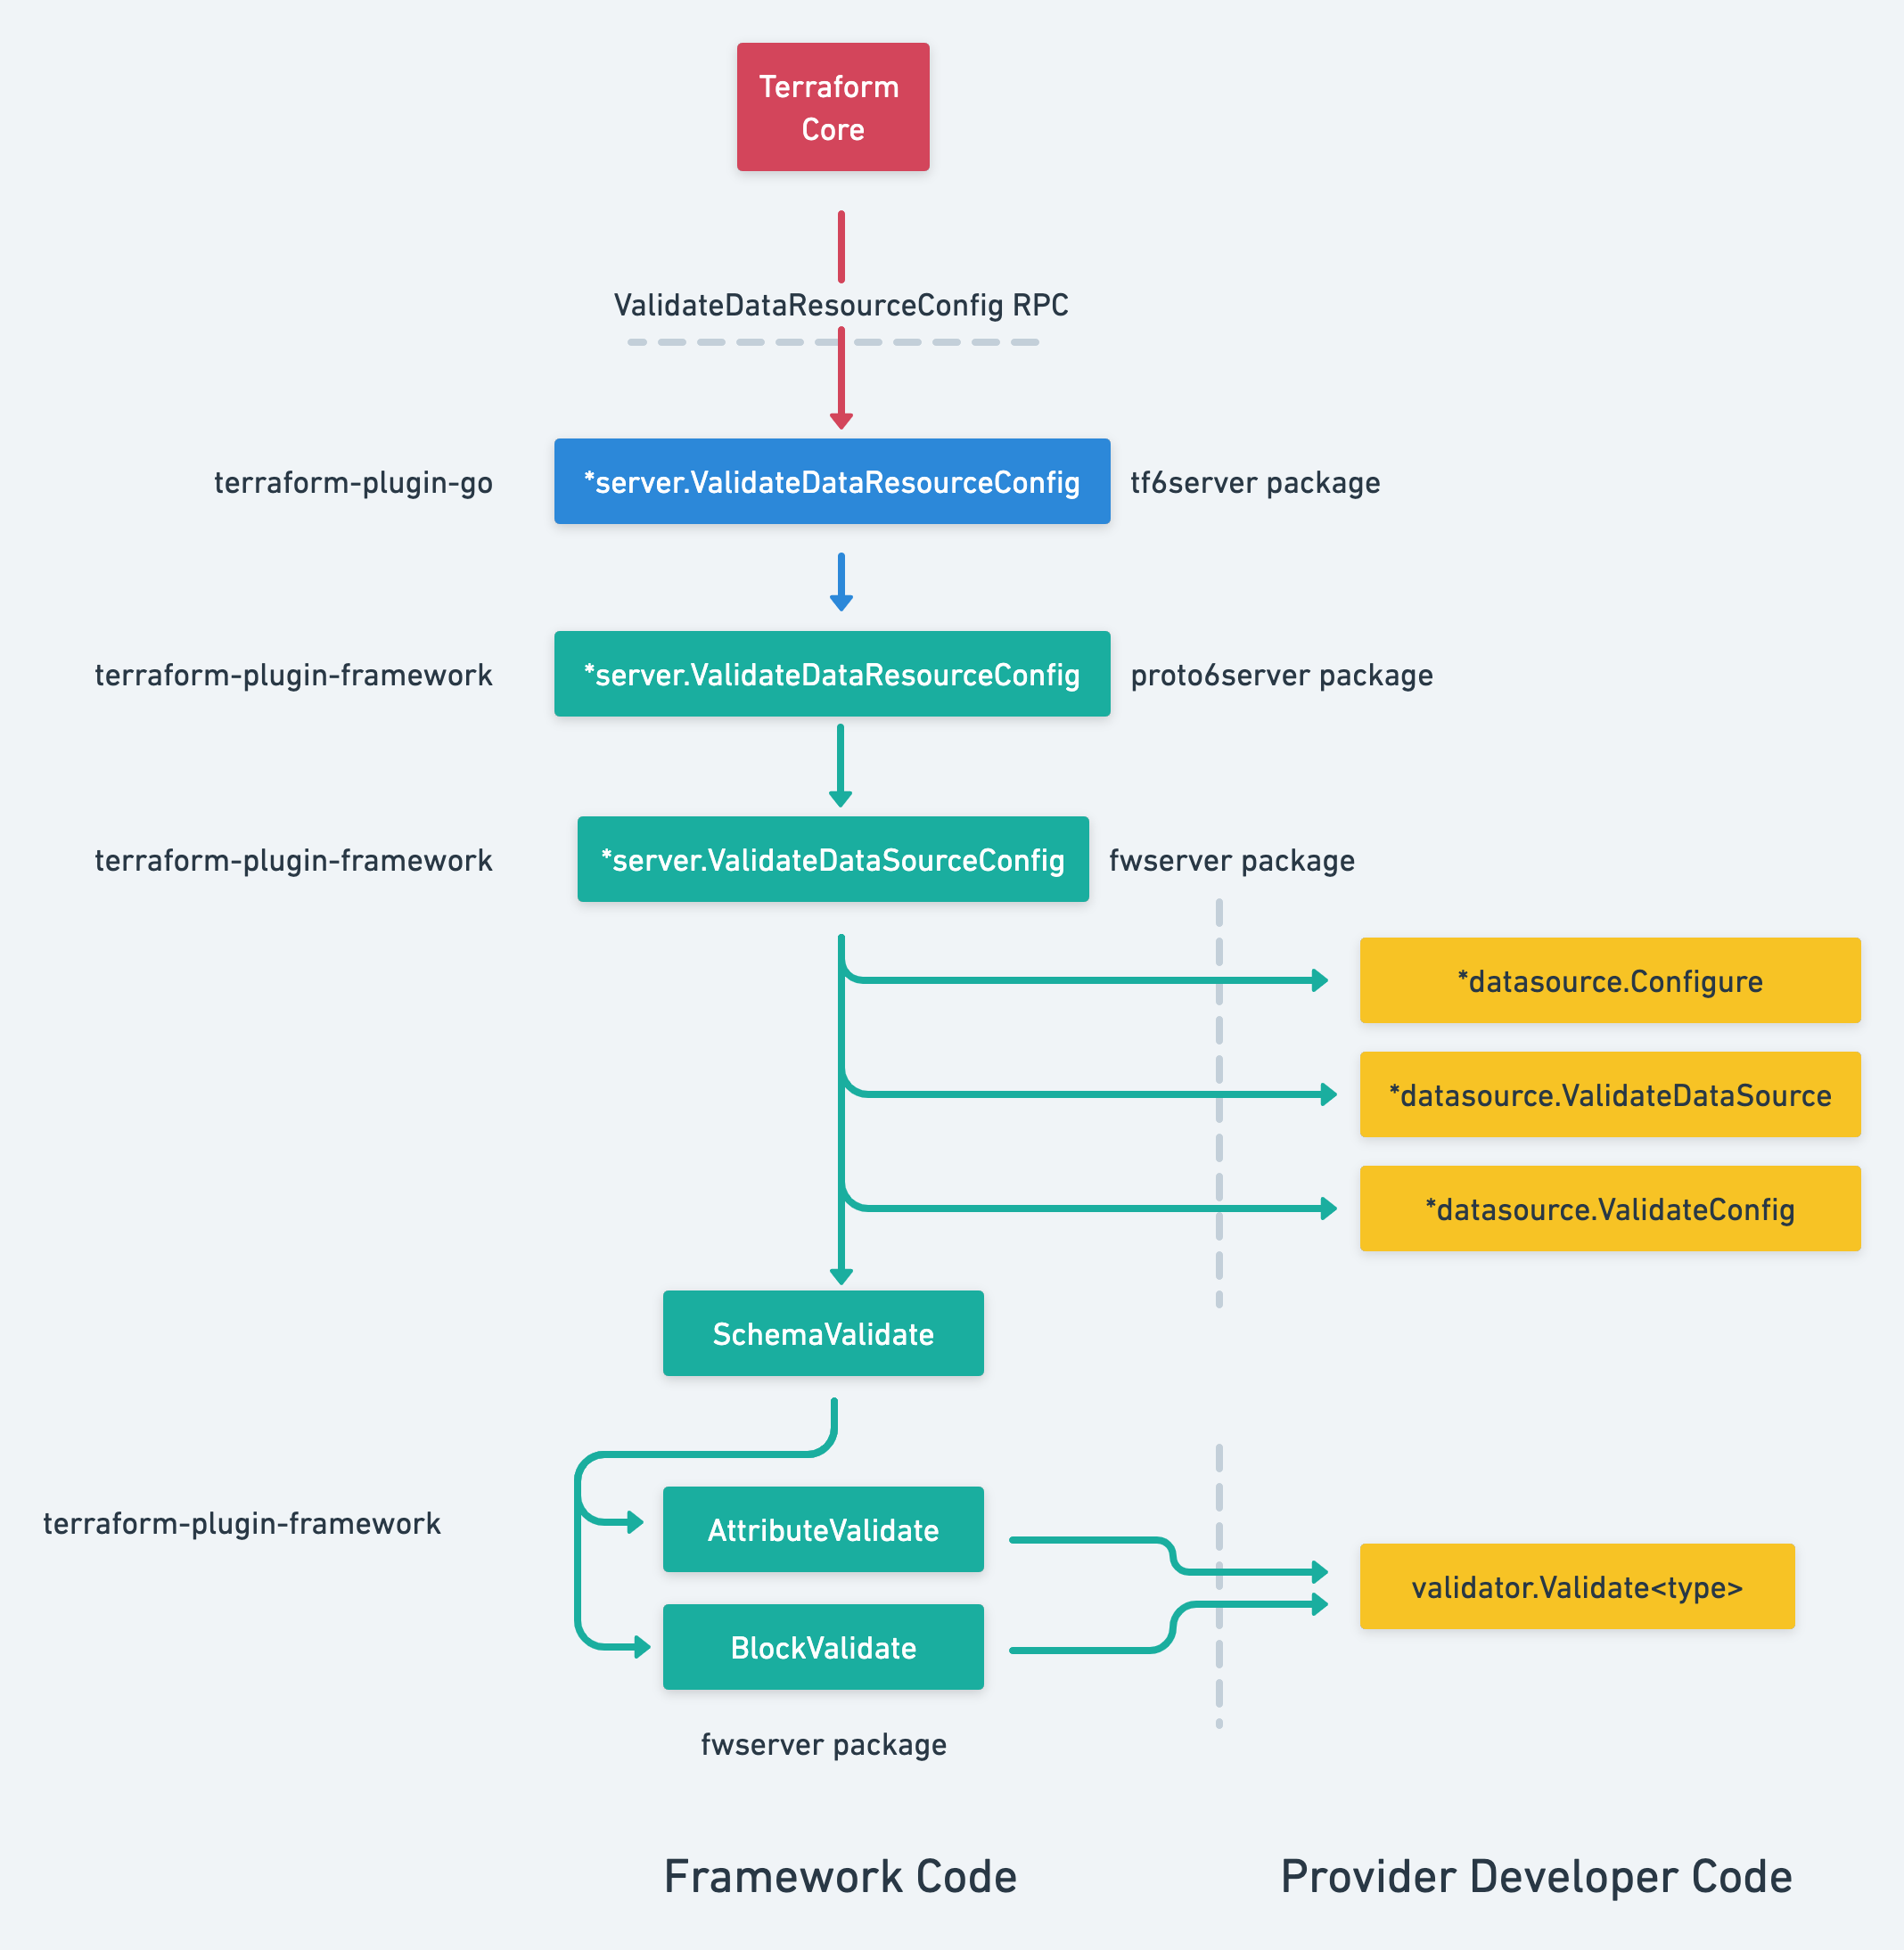 Terraform
Core
ValidateDataResourceConfig RPC
terraform-plugin-go
*server.ValidateDataResourceConfig
tf6server package
terraform-plugin-framework
*server.ValidateDataResourceConfig
proto6server package
terraform-plugin-framework
*server.ValidateDataSourceConfig
fwserver package
*datasource.Configure
*datasource.ValidateDataSource
*datasource.ValidateConfig
SchemaValidate
terraform-plugin-framework
AttributeValidate
validator.Validate<type>
BlockValidate
fwserver package
Framework Code
Provider Developer Code